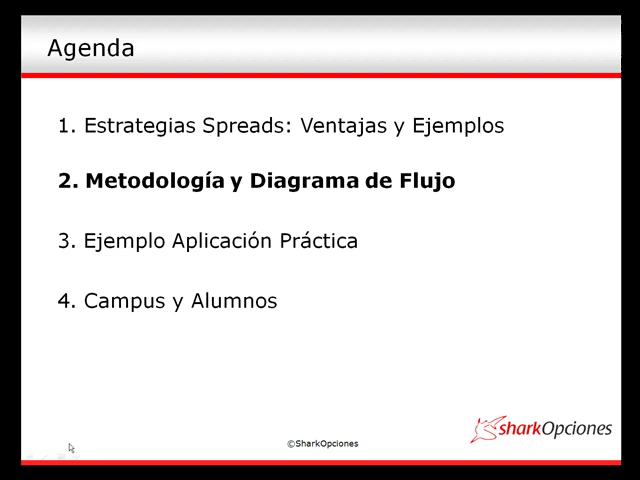 Agenda
1. Estrategias Spreads: Ventajas y Ejemplos
2. Metodología y Diagrama de Flujo
3. Ejemplo Aplicación Práctica
4. Campus y Alumnos
sharkOpciones
©SharkOpciones